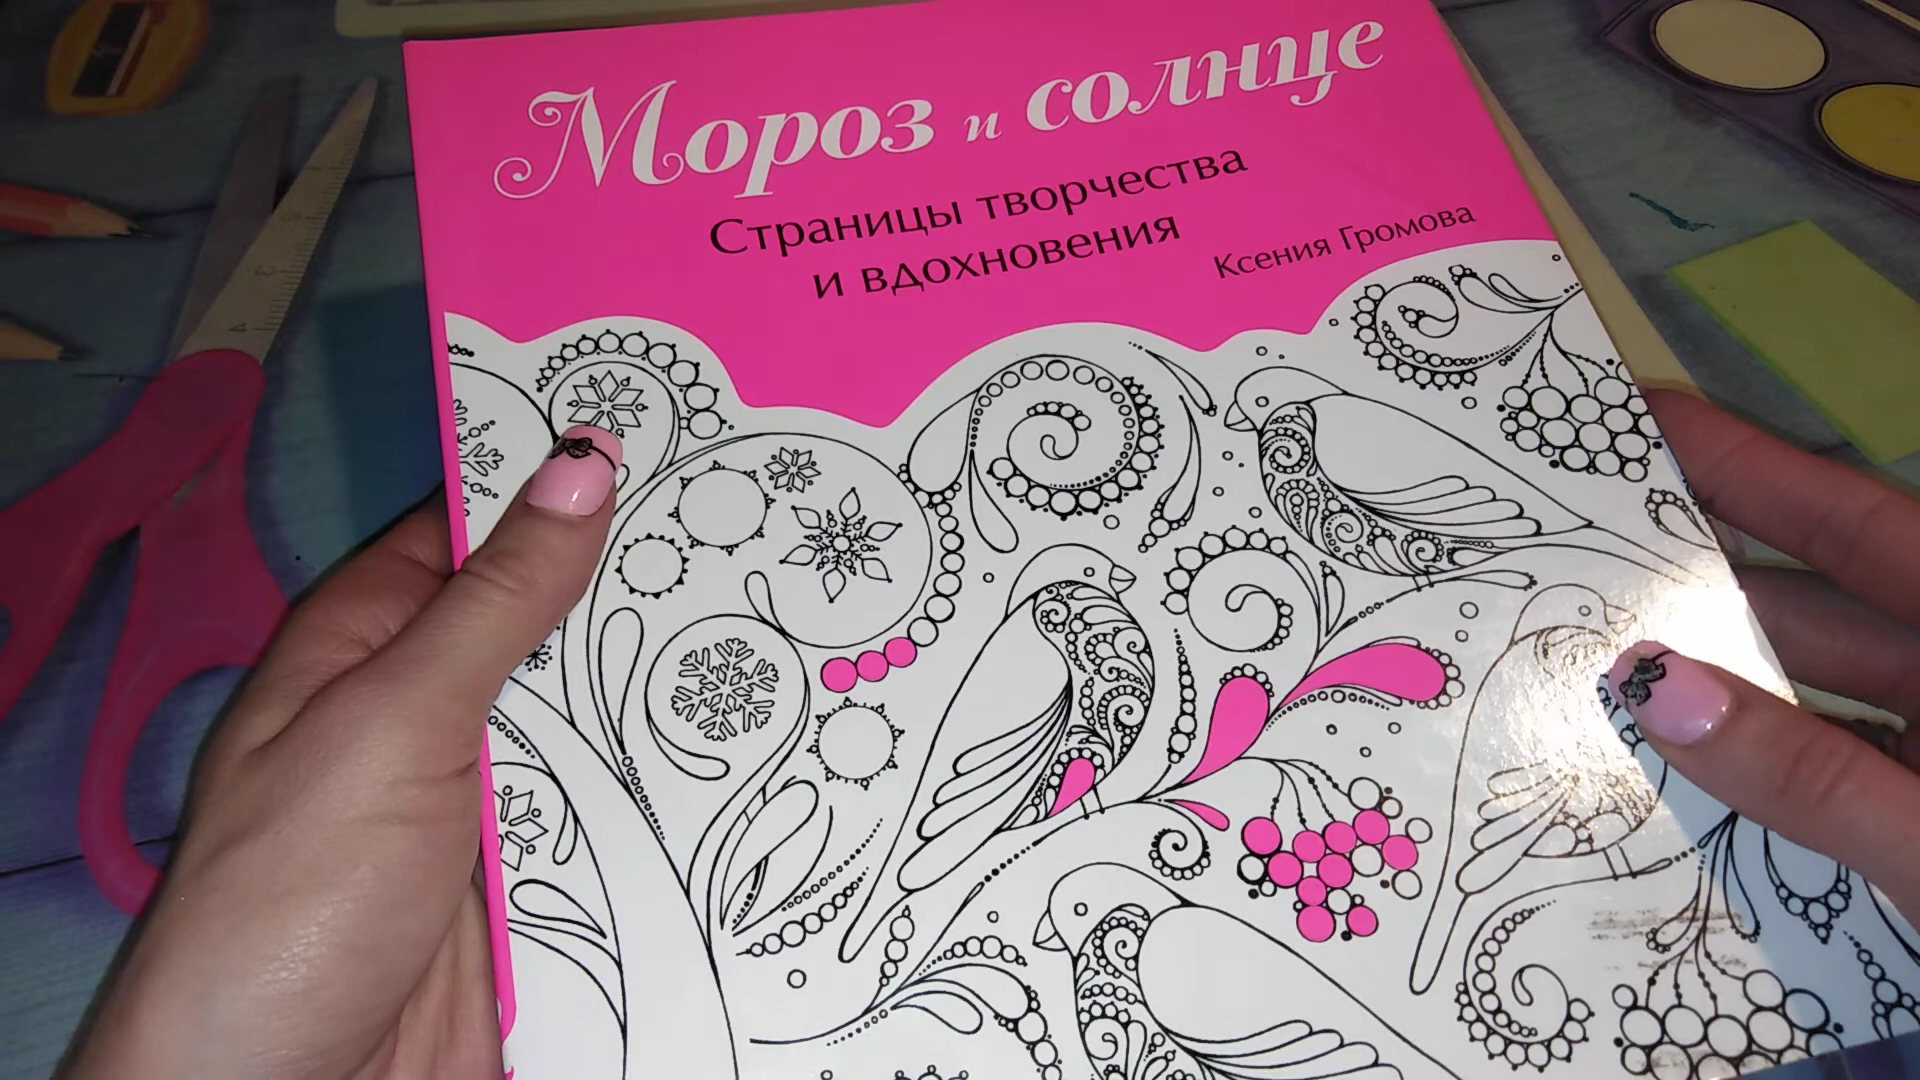 Мороз и солнце
Страницы творчества
и вдохновения
Ксения Громова